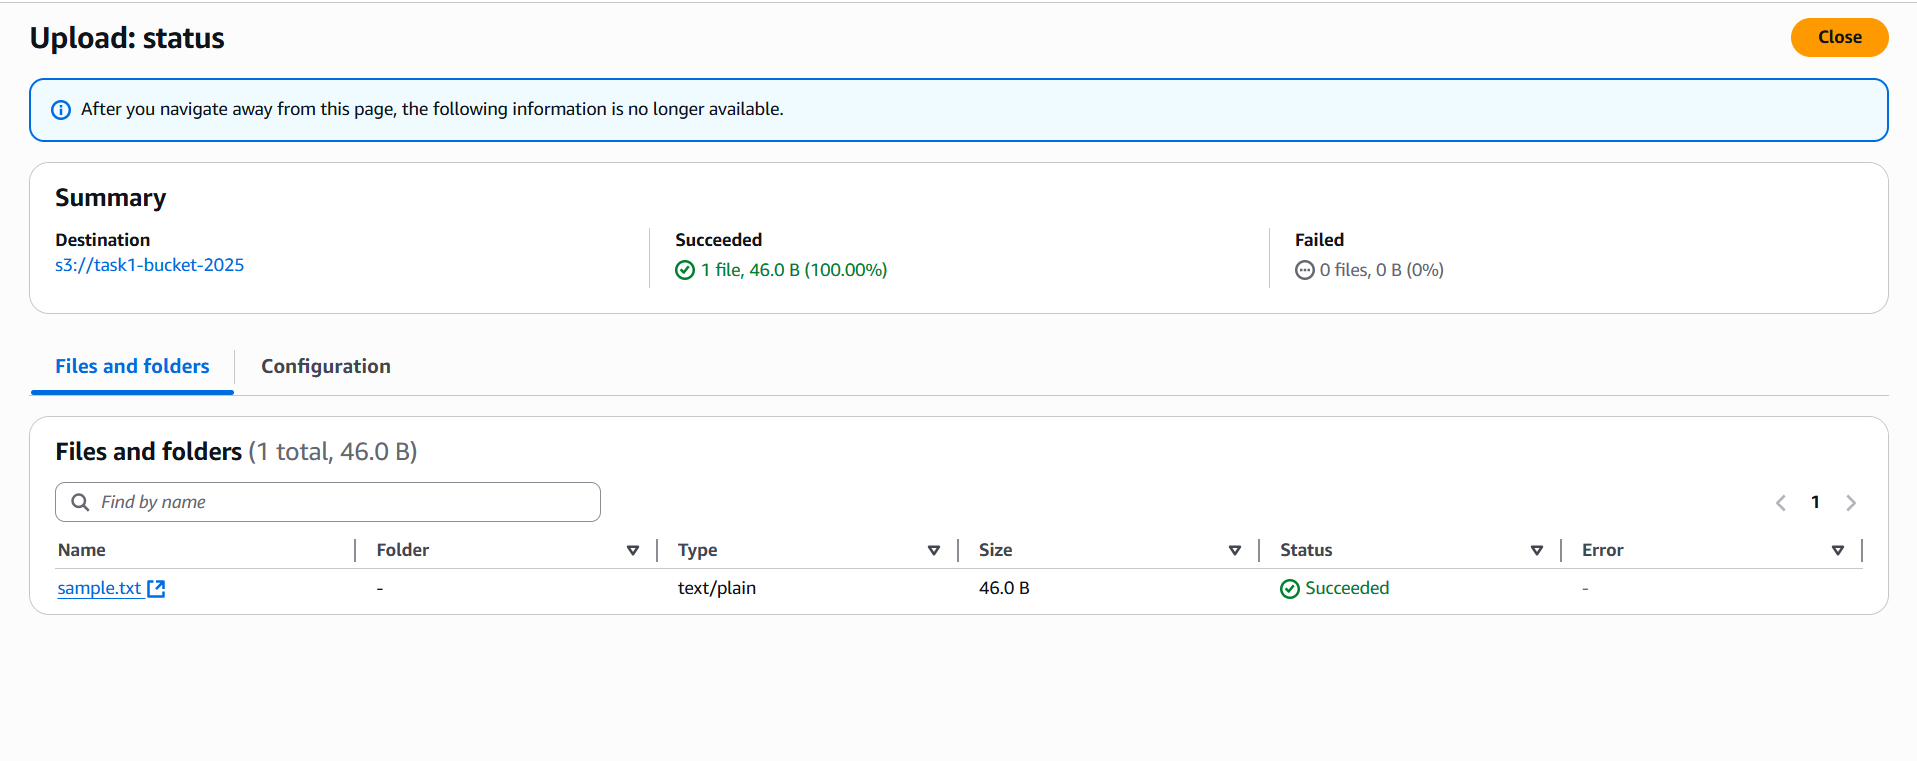 Upload: status
Close
After you navigate away from this page, the following information is no longer available.
Summary
Destination
s3://task1-bucket-2025
Succeeded
1 file, 46.0 B (100.00%)
Failed
0 files, 0 B (0%)
Files and folders
Configuration
Files and folders (1 total, 46.0 B)
Find by name
1
Name Folder Type Size Status Error
sample.txt - text/plain 46.0 B Succeeded -